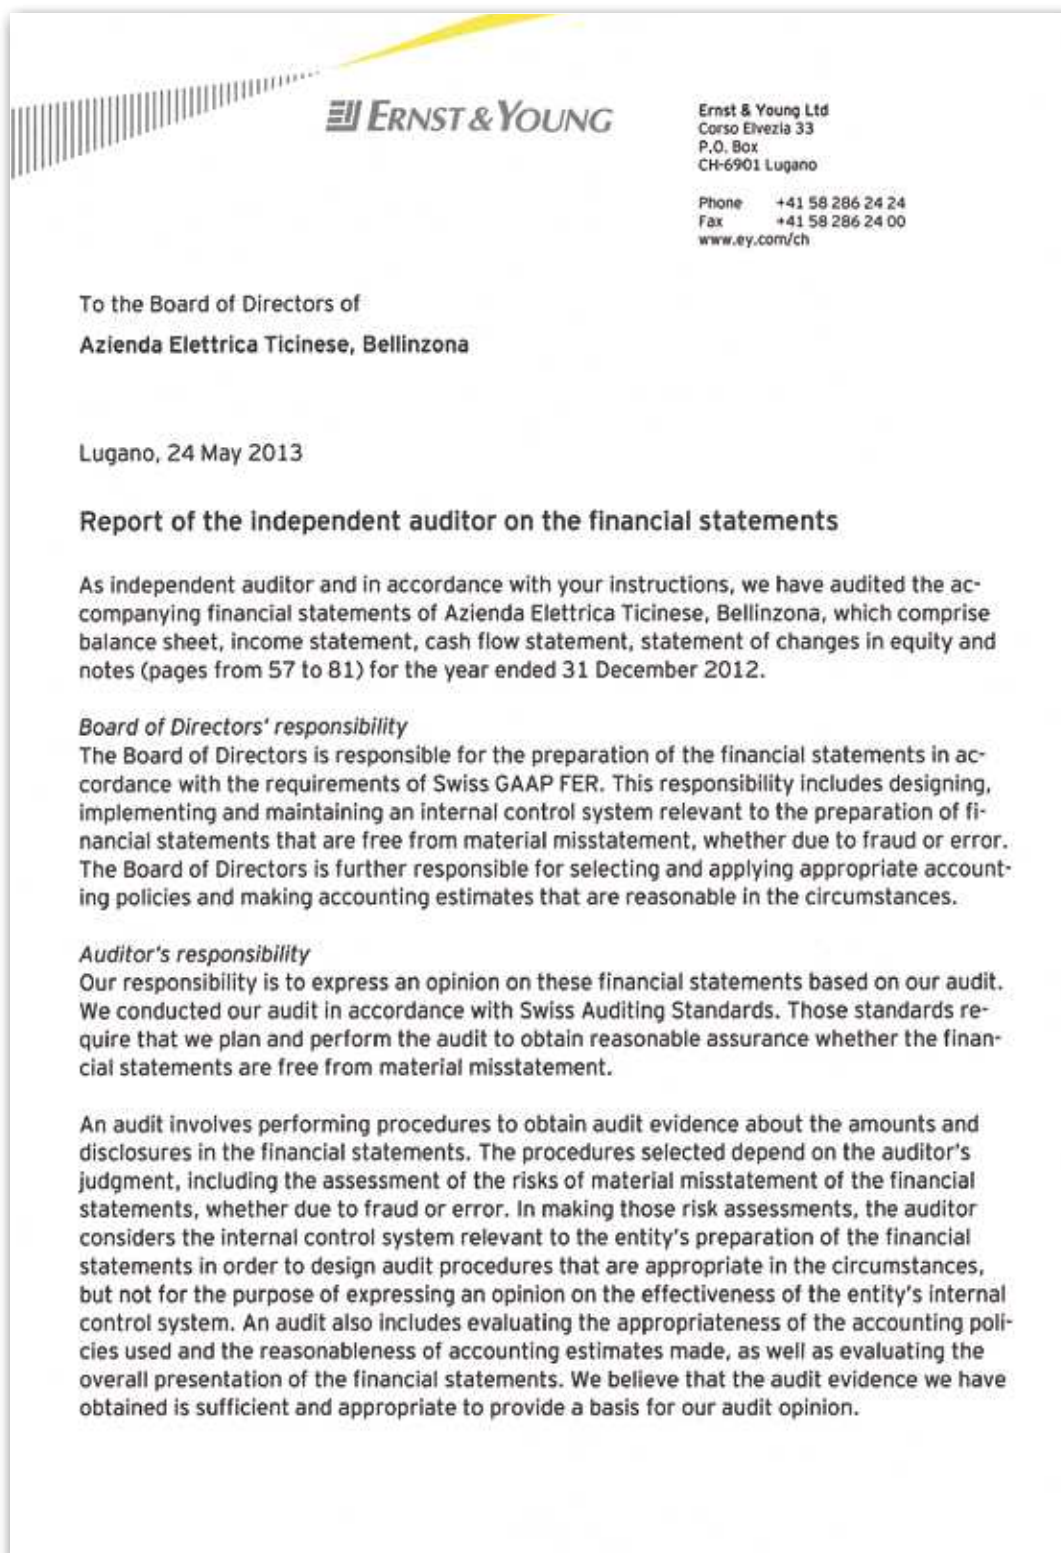 ERNST & YOUNG
Ernst & Young Ltd
Corso Elvezia 33
P.O. Box
CH-6901 Lugano
Phone +41 58 286 24 24
Fax +41 58 286 24 00
www.ey.com/ch
To the Board of Directors of
Azienda Elettrica Ticinese, Bellinzona
Lugano, 24 May 2013
Report of the independent auditor on the financial statements
As independent auditor and in accordance with your instructions, we have audited the ac-
companying financial statements of Azienda Elettrica Ticinese, Bellinzona, which comprise
balance sheet, income statement, cash flow statement, statement of changes in equity and
notes (pages from 57 to 81) for the year ended 31 December 2012.
Board of Directors' responsibility
The Board of Directors is responsible for the preparation of the financial statements in ac-
cordance with the requirements of Swiss GAAP FER. This responsibility includes designing,
implementing and maintaining an internal control system relevant to the preparation of fi-
nancial statements that are free from material misstatement, whether due to fraud or error.
The Board of Directors is further responsible for selecting and applying appropriate account-
ing policies and making accounting estimates that are reasonable in the circumstances.
Auditor's responsibility
Our responsibility is to express an opinion on these financial statements based on our audit.
We conducted our audit in accordance with Swiss Auditing Standards. Those standards re-
quire that we plan and perform the audit to obtain reasonable assurance whether the finan-
cial statements are free from material misstatement.
An audit involves performing procedures to obtain audit evidence about the amounts and
disclosures in the financial statements. The procedures selected depend on the auditor's
judgment, including the assessment of the risks of material misstatement of the financial
statements, whether due to fraud or error. In making those risk assessments, the auditor
considers the internal control system relevant to the entity's preparation of the financial
statements in order to design audit procedures that are appropriate in the circumstances,
but not for the purpose of expressing an opinion on the effectiveness of the entity's internal
control system. An audit also includes evaluating the appropriateness of the accounting poli-
cies used and the reasonableness of accounting estimates made, as well as evaluating the
overall presentation of the financial statements. We believe that the audit evidence we have
obtained is sufficient and appropriate to provide a basis for our audit opinion.